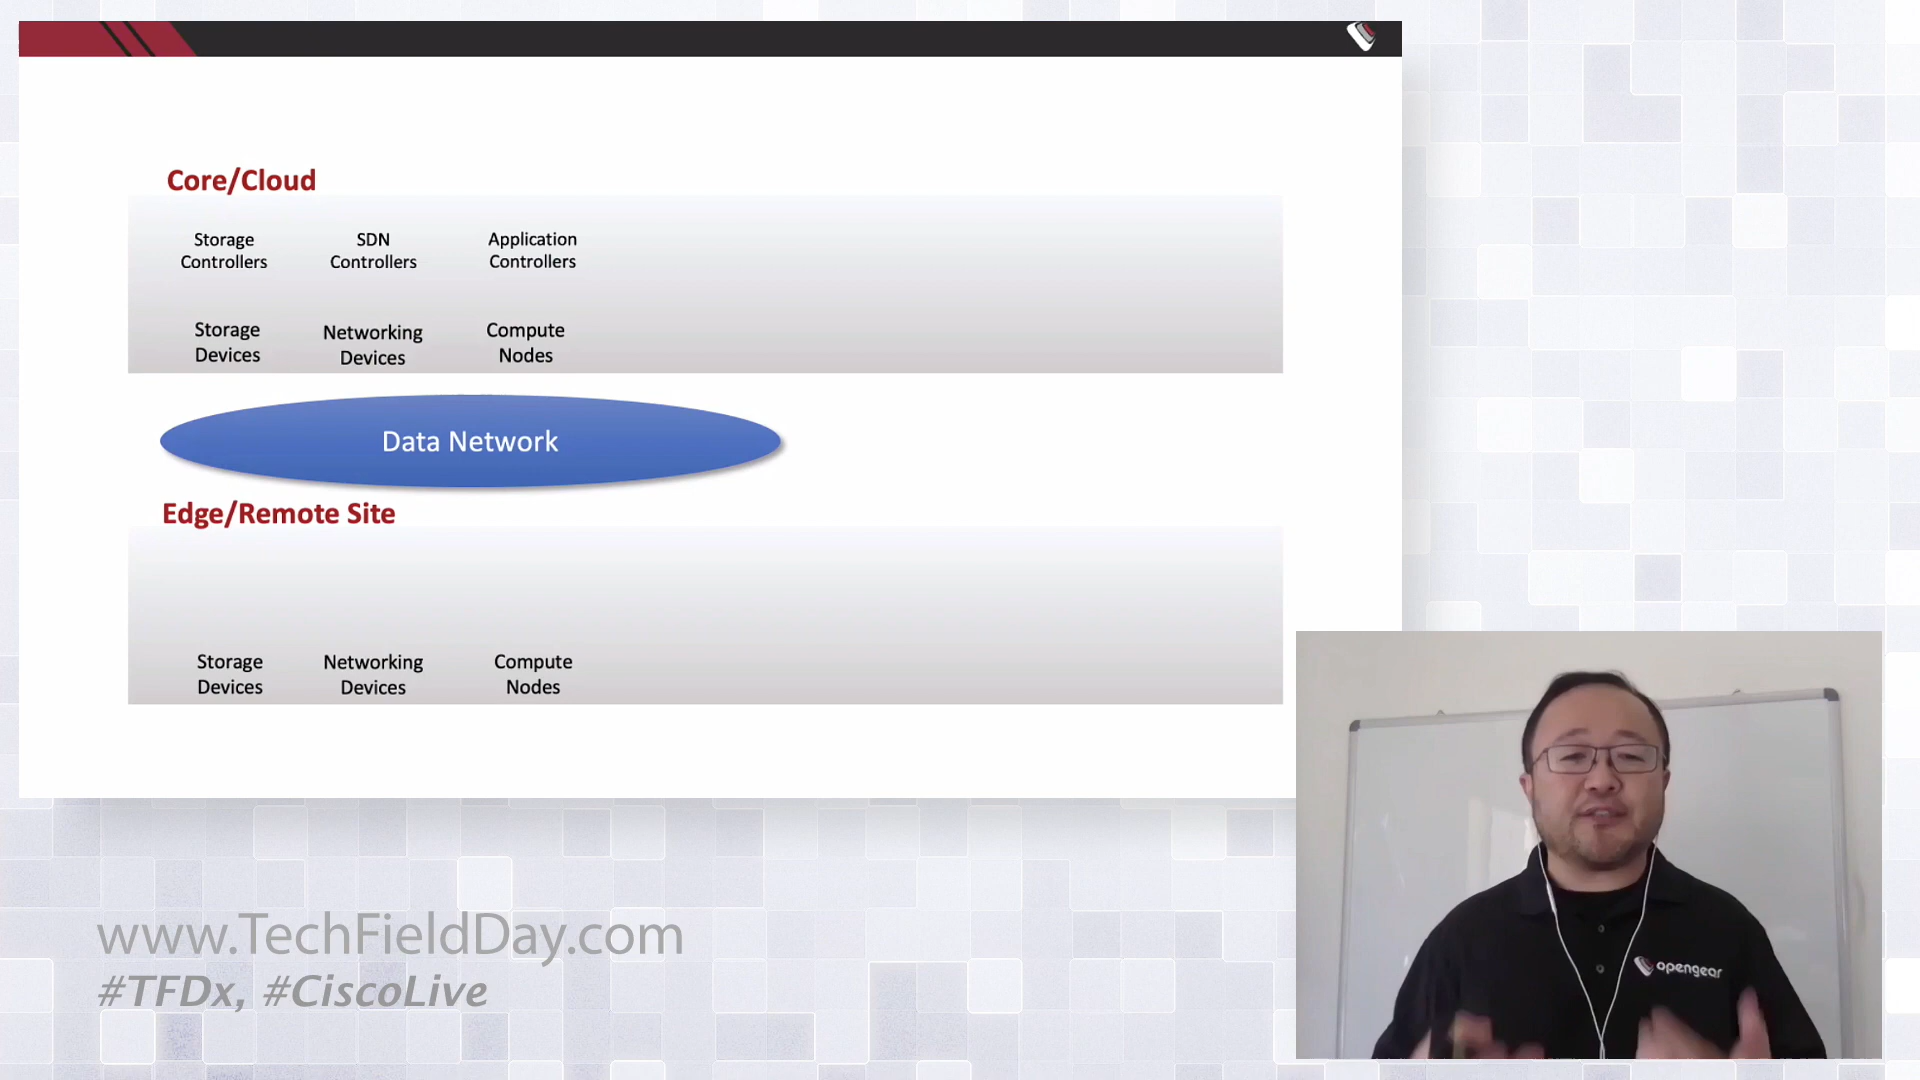 Core/Cloud
Storage
Controllers
SDN
Controllers
Application
Controllers
Storage
Devices
Networking
Devices
Compute
Nodes
Data Network
Edge/Remote Site
Storage
Devices
Networking
Devices
Compute
Nodes
www.TechFieldDay.com
#TFDx, #CiscoLive
opengear